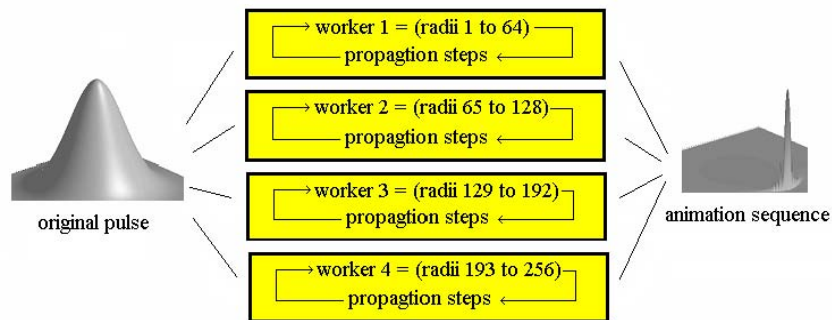 worker 1 = (radii 1 to 64)
propagtion steps
worker 2 = (radii 65 to 128)
propagtion steps
worker 3 = (radii 129 to 192)
propagtion steps
worker 4 = (radii 193 to 256)
propagtion steps
original pulse
animation sequence